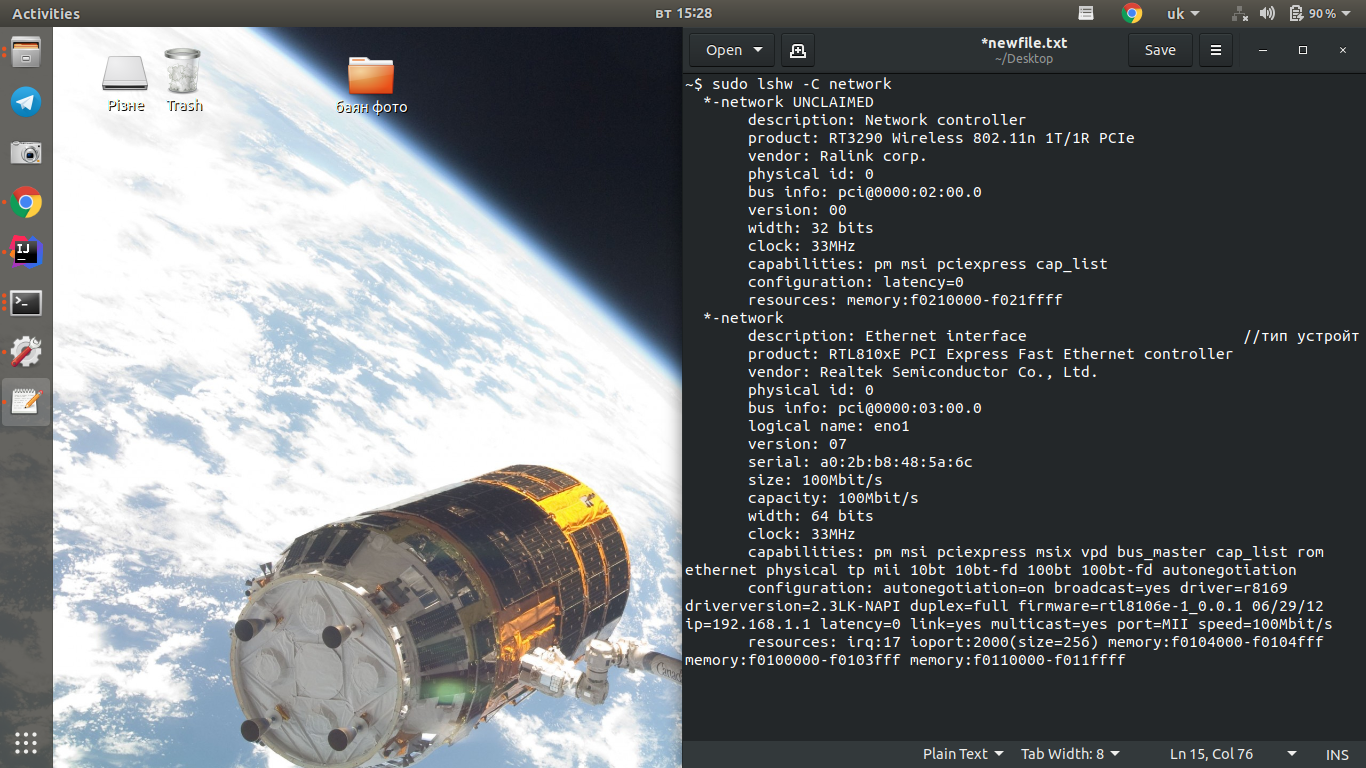 Activities
вт 15:28
uk
90 %
Різне
Trash
баян фото
Open
*newfile.txt
~/Desktop
Save
~$ sudo lshw -C network
*-network UNCLAIMED
description: Network controller
product: RT3290 Wireless 802.11n 1T/1R PCIe
vendor: Ralink corp.
physical id: 0
bus info: pci@0000:02:00.0
version: 00
width: 32 bits
clock: 33MHz
capabilities: pm msi pciexpress cap_list
configuration: latency=0
resources: memory:f0210000-f021ffff
*-network
description: Ethernet interface //тип устройт
product: RTL810xE PCI Express Fast Ethernet controller
vendor: Realtek Semiconductor Co., Ltd.
physical id: 0
bus info: pci@0000:03:00.0
logical name: eno1
version: 07
serial: a0:2b:b8:48:5a:6c
size: 100Mbit/s
capacity: 100Mbit/s
width: 64 bits
clock: 33MHz
capabilities: pm msi pciexpress msix vpd bus_master cap_list rom
ethernet physical tp mii 10bt 10bt-fd 100bt 100bt-fd autonegotiation
configuration: autonegotiation=on broadcast=yes driver=r8169
driverversion=2.3LK-NAPI duplex=full firmware=rtl8106e-1_0.0.1 06/29/12
ip=192.168.1.1 latency=0 link=yes multicast=yes port=MII speed=100Mbit/s
resources: irq:17 ioport:2000(size=256) memory:f0104000-f0104fff
memory:f0100000-f0103fff memory:f0110000-f011ffff
Plain Text
Tab Width: 8
Ln 15, Col 76
INS
IJ